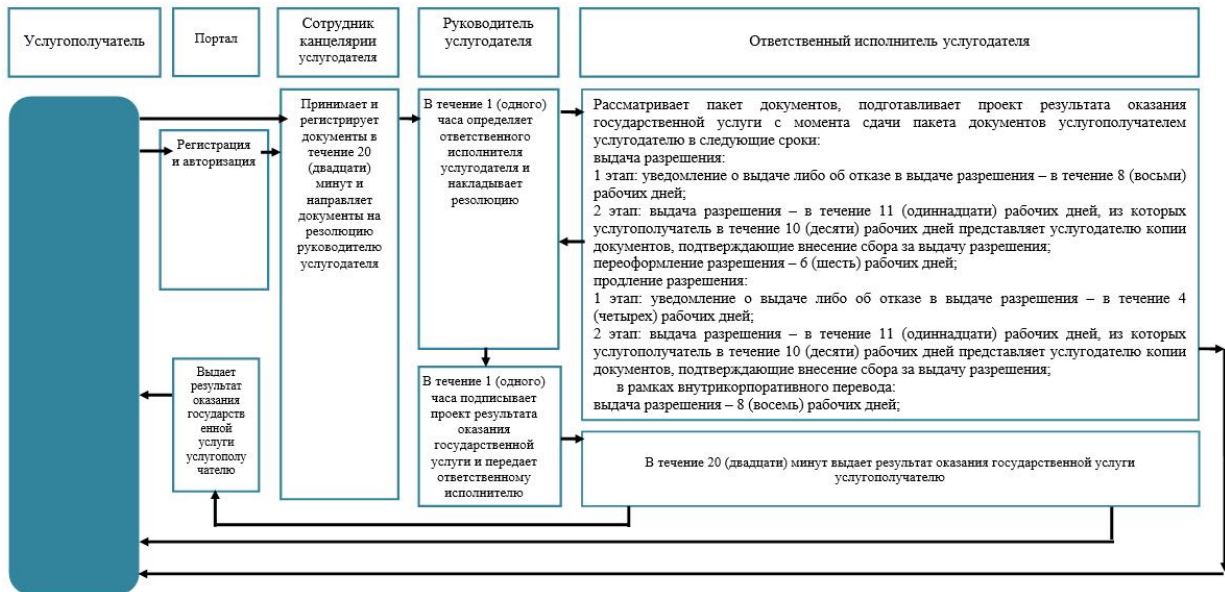 Услугополучатель
Портал
Сотрудник
канцелярии
услугодателя
Руководитель
услугодателя
Ответственный исполнитель услугодателя
Регистрация
и авторизация
Принимает и
регистрирует
документы в
течение 20
(двадцати)
минут и
направляет
документы на
резолюцию
руководителю
услугодателя
В течение 1 (одного)
часа определяет
ответственного
исполнителя
услугодателя и
накладывает
резолюцию
Рассматривает пакет документов, подготавливает проект результата оказания
государственной услуги с момента сдачи пакета документов услугополучателем
услугодателю в следующие сроки:
выдача разрешения:
1 этап: уведомление о выдаче либо об отказе в выдаче разрешения – в течение 8 (восьми)
рабочих дней;
2 этап: выдача разрешения – в течение 11 (одиннадцати) рабочих дней, из которых
услугополучатель в течение 10 (десяти) рабочих дней представляет услугодателю копии
документов, подтверждающие внесение сбора за выдачу разрешения;
переоформление разрешения – 6 (шесть) рабочих дней;
продление разрешения:
1 этап: уведомление о выдаче либо об отказе в выдаче разрешения – в течение 4
(четырех) рабочих дней;
2 этап: выдача разрешения – в течение 11 (одиннадцати) рабочих дней, из которых
услугополучатель в течение 10 (десяти) рабочих дней представляет услугодателю копии
документов, подтверждающие внесение сбора за выдачу разрешения;
в рамках внутрикорпоративного перевода:
выдача разрешения – 8 (восемь) рабочих дней;
Выдает
результат
оказания
государств
енной
услуги
услугополу
чателю
В течение 1 (одного)
часа подписывает
проект результата
оказания
государственной
услуги и передает
ответственному
исполнителю
В течение 20 (двадцати) минут выдает результат оказания государственной услуги
услугополучателю